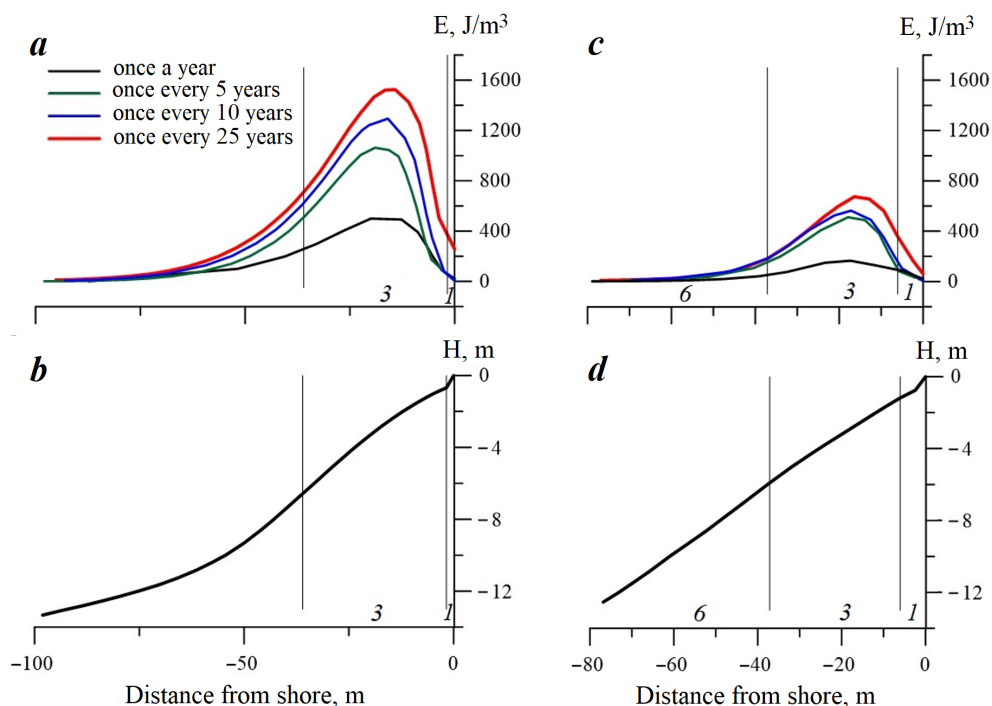 a
E, J/m³
once a year
once every 5 years
once every 10 years
once every 25 years
1600
1200
800
400
0
3
1
c
E, J/m³
1600
1200
800
400
0
6
3
1
b
H, m
0
−4
−8
−12
3
1
−100
−50
0
Distance from shore, m
d
H, m
0
−4
−8
−12
6
3
1
−80
−60
−40
−20
0
Distance from shore, m